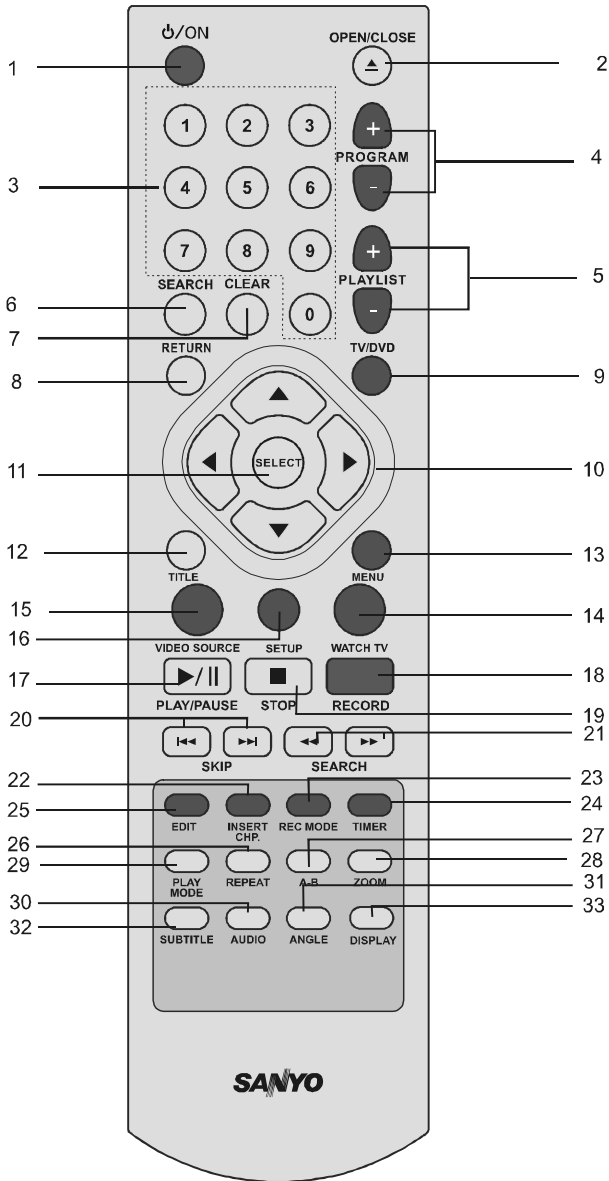 ⏻/ON
OPEN/CLOSE
1
2
1 2 3
+
PROGRAM
4
3
4 5 6
-
7 8 9
+
PLAYLIST
5
SEARCH CLEAR
6
0
-
7
RETURN
TV/DVD
8
9
SELECT
11
10
12
13
TITLE
MENU
15
14
16
VIDEO SOURCE SETUP WATCH TV
17
18
PLAY/PAUSE STOP RECORD
19
20
21
SKIP SEARCH
22
23
25
24
EDIT INSERT CHP. REC MODE TIMER
26
27
29
28
PLAY MODE REPEAT A-B ZOOM
31
30
33
32
SUBTITLE AUDIO ANGLE DISPLAY
SANYO